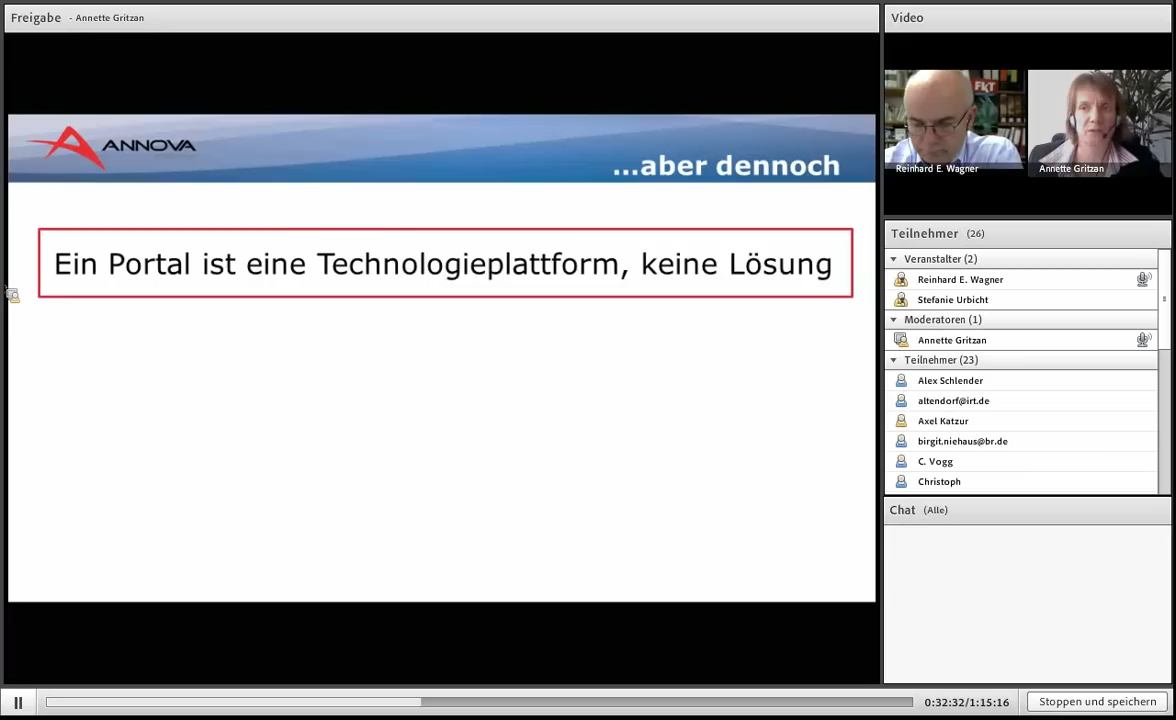 Freigabe - Annette Gritzan
ANNOVA
...aber dennoch
Ein Portal ist eine Technologieplattform, keine Lösung
Video
FKT
Reinhard E. Wagner
Annette Gritzan
Teilnehmer (26)
Veranstalter (2)
Reinhard E. Wagner
Stefanie Urbicht
Moderatoren (1)
Annette Gritzan
Teilnehmer (23)
Alex Schlender
altendorf@irt.de
Axel Katzur
birgit.niehaus@br.de
C. Vogg
Christoph
Chat (Alle)
0:32:32/1:15:16
Stoppen und speichern